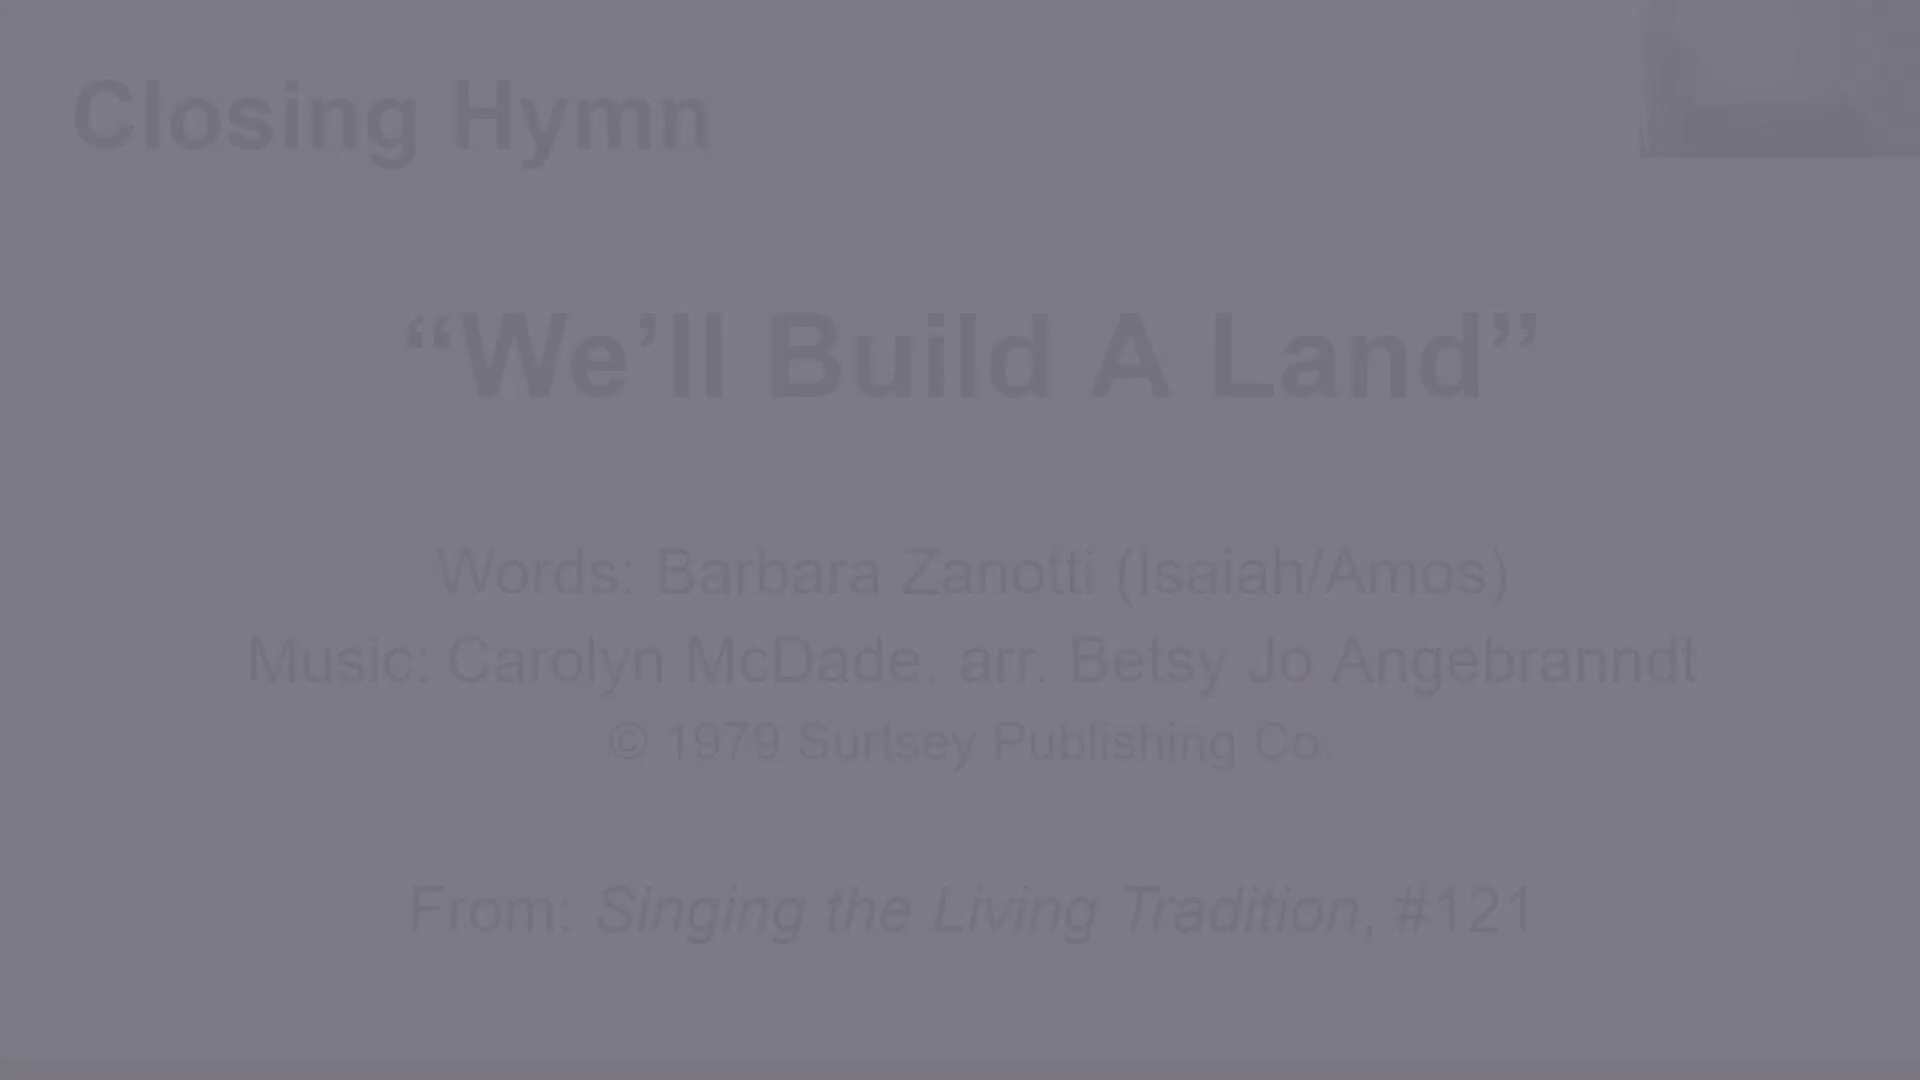 Closing Hymn
“We’ll Build A Land”
Words: Barbara Zanotti (Isaiah/Amos)
Music: Carolyn McDade, arr. Betsy Jo Angebranndt
© 1979 Surtsey Publishing Co.
From: Singing the Living Tradition, #121